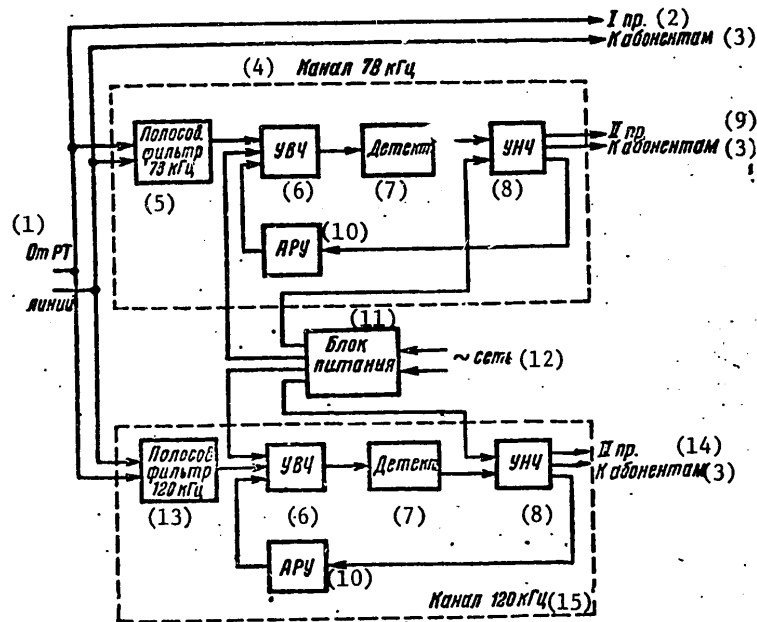 I пр. (2)
К абонентам (3)
(4) Канал 78 кГц
Полосов.
фильтр
73 кГц
(5)
УВЧ
(6)
Детект.
(7)
УНЧ
(8)
II пр. (9)
К абонентам (3)
АРУ
(10)
(1)
От РТ
линий
(11)
Блок
питания
~ сеть (12)
Полосов.
фильтр
120 кГц
(13)
УВЧ
(6)
Детект.
(7)
УНЧ
(8)
II пр. (14)
К абонентам (3)
АРУ
(10)
Канал 120 кГц (15)